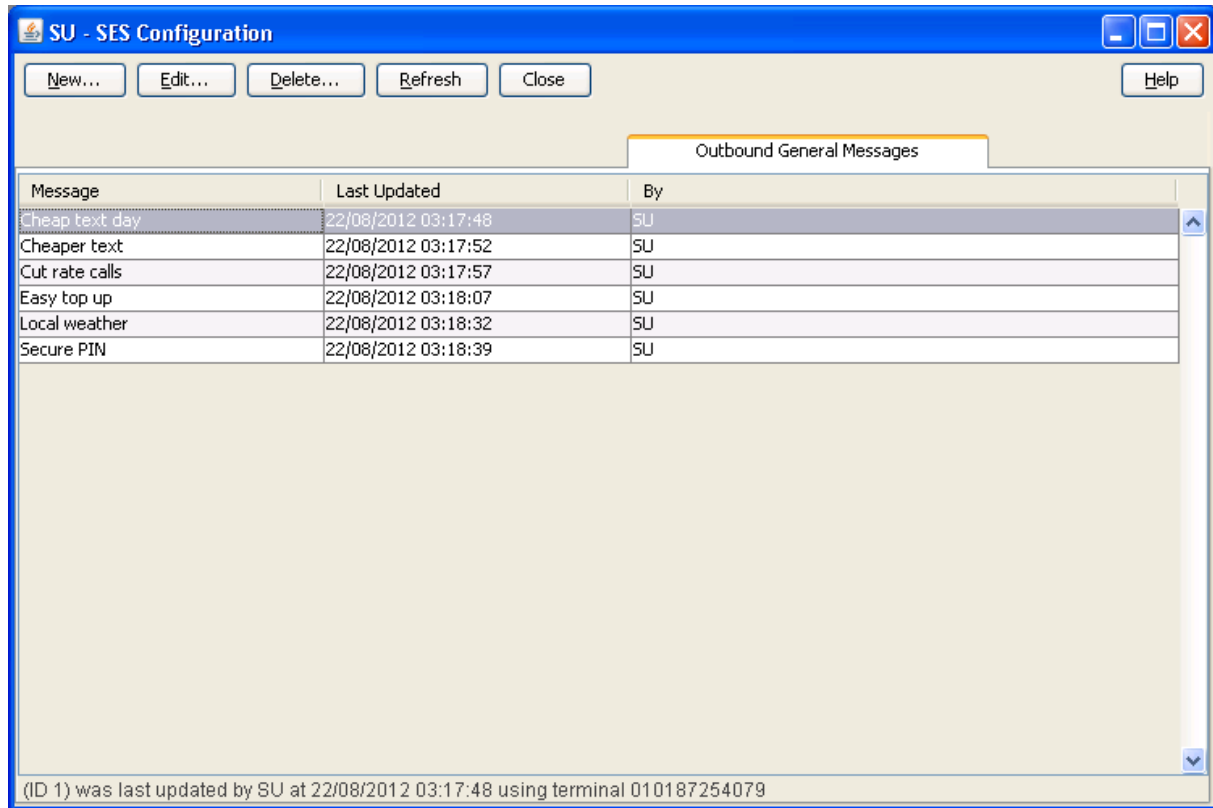 SU - SES Configuration
New... Edit... Delete... Refresh Close Help
Outbound General Messages
Message Last Updated By
Cheap text day 22/08/2012 03:17:48 SU
Cheaper text 22/08/2012 03:17:52 SU
Cut rate calls 22/08/2012 03:17:57 SU
Easy top up 22/08/2012 03:18:07 SU
Local weather 22/08/2012 03:18:32 SU
Secure PIN 22/08/2012 03:18:39 SU
(ID 1) was last updated by SU at 22/08/2012 03:17:48 using terminal 010187254079